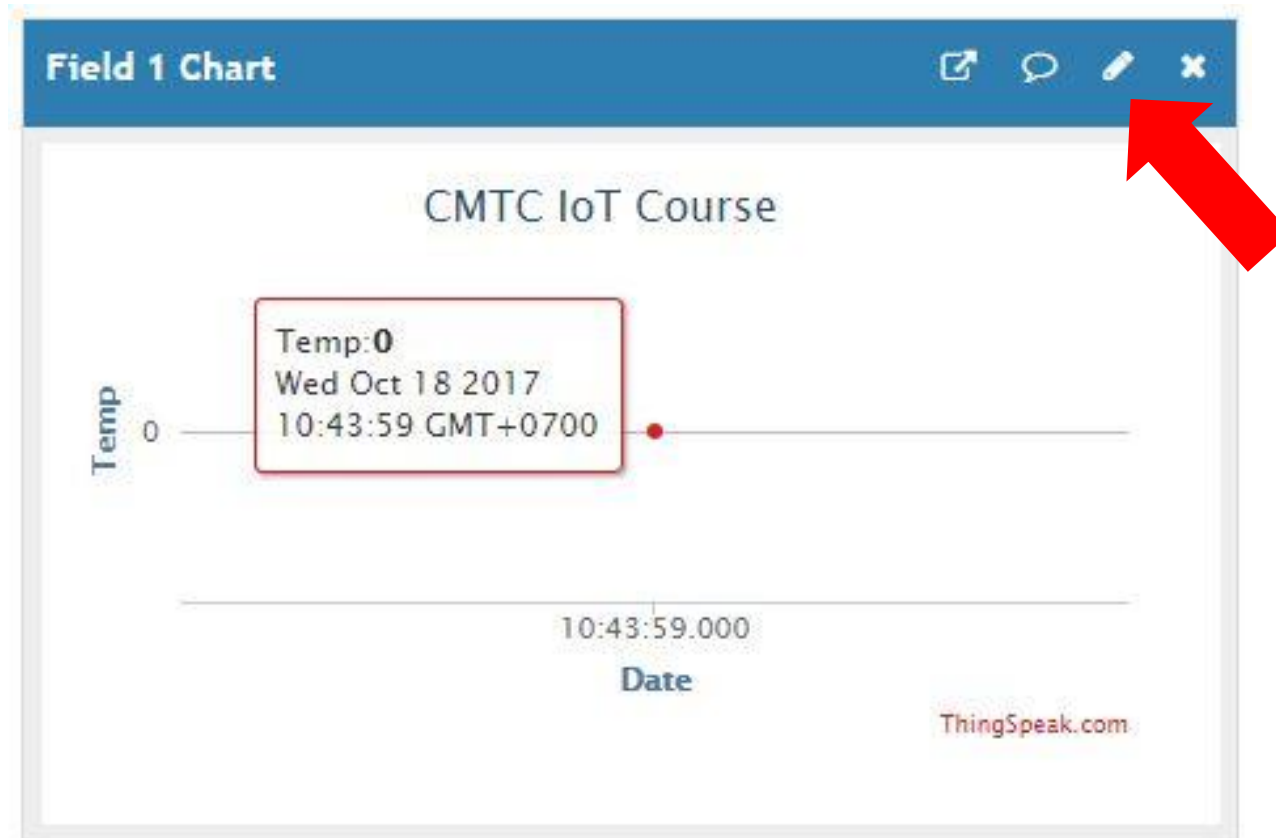 Field 1 Chart
CMTC IoT Course
Temp:0
Wed Oct 18 2017
10:43:59 GMT+0700
Temp
0
10:43:59.000
Date
ThingSpeak.com